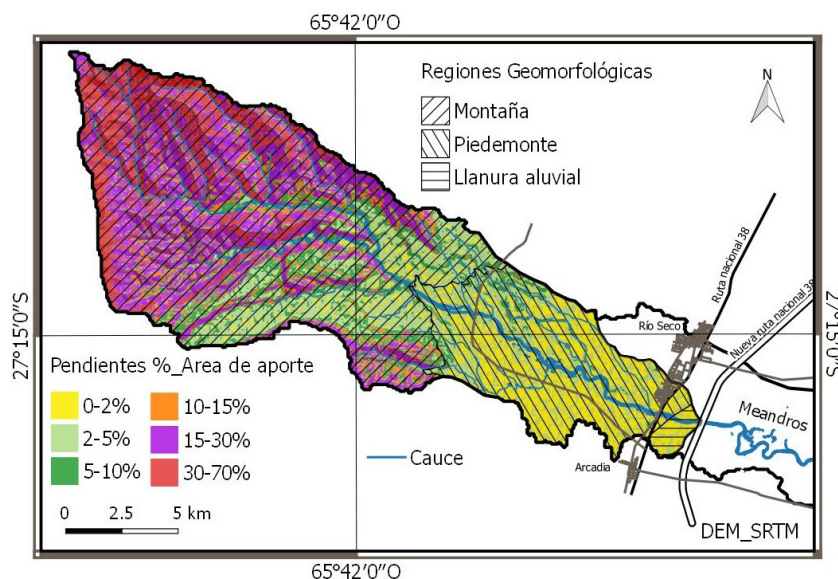 65°42'0"O
Regiones Geomorfológicas
N
Montaña
Piedemonte
Llanura aluvial
Ruta nacional 38
Nueva ruta nacional 38
27°15'0"S
27°15'0"S
Río Seco
Pendientes %_Area de aporte
0-2%
10-15%
2-5%
15-30%
5-10%
30-70%
Meandros
Cauce
Arcadia
0 2.5 5 km
DEM_SRTM
65°42'0"O